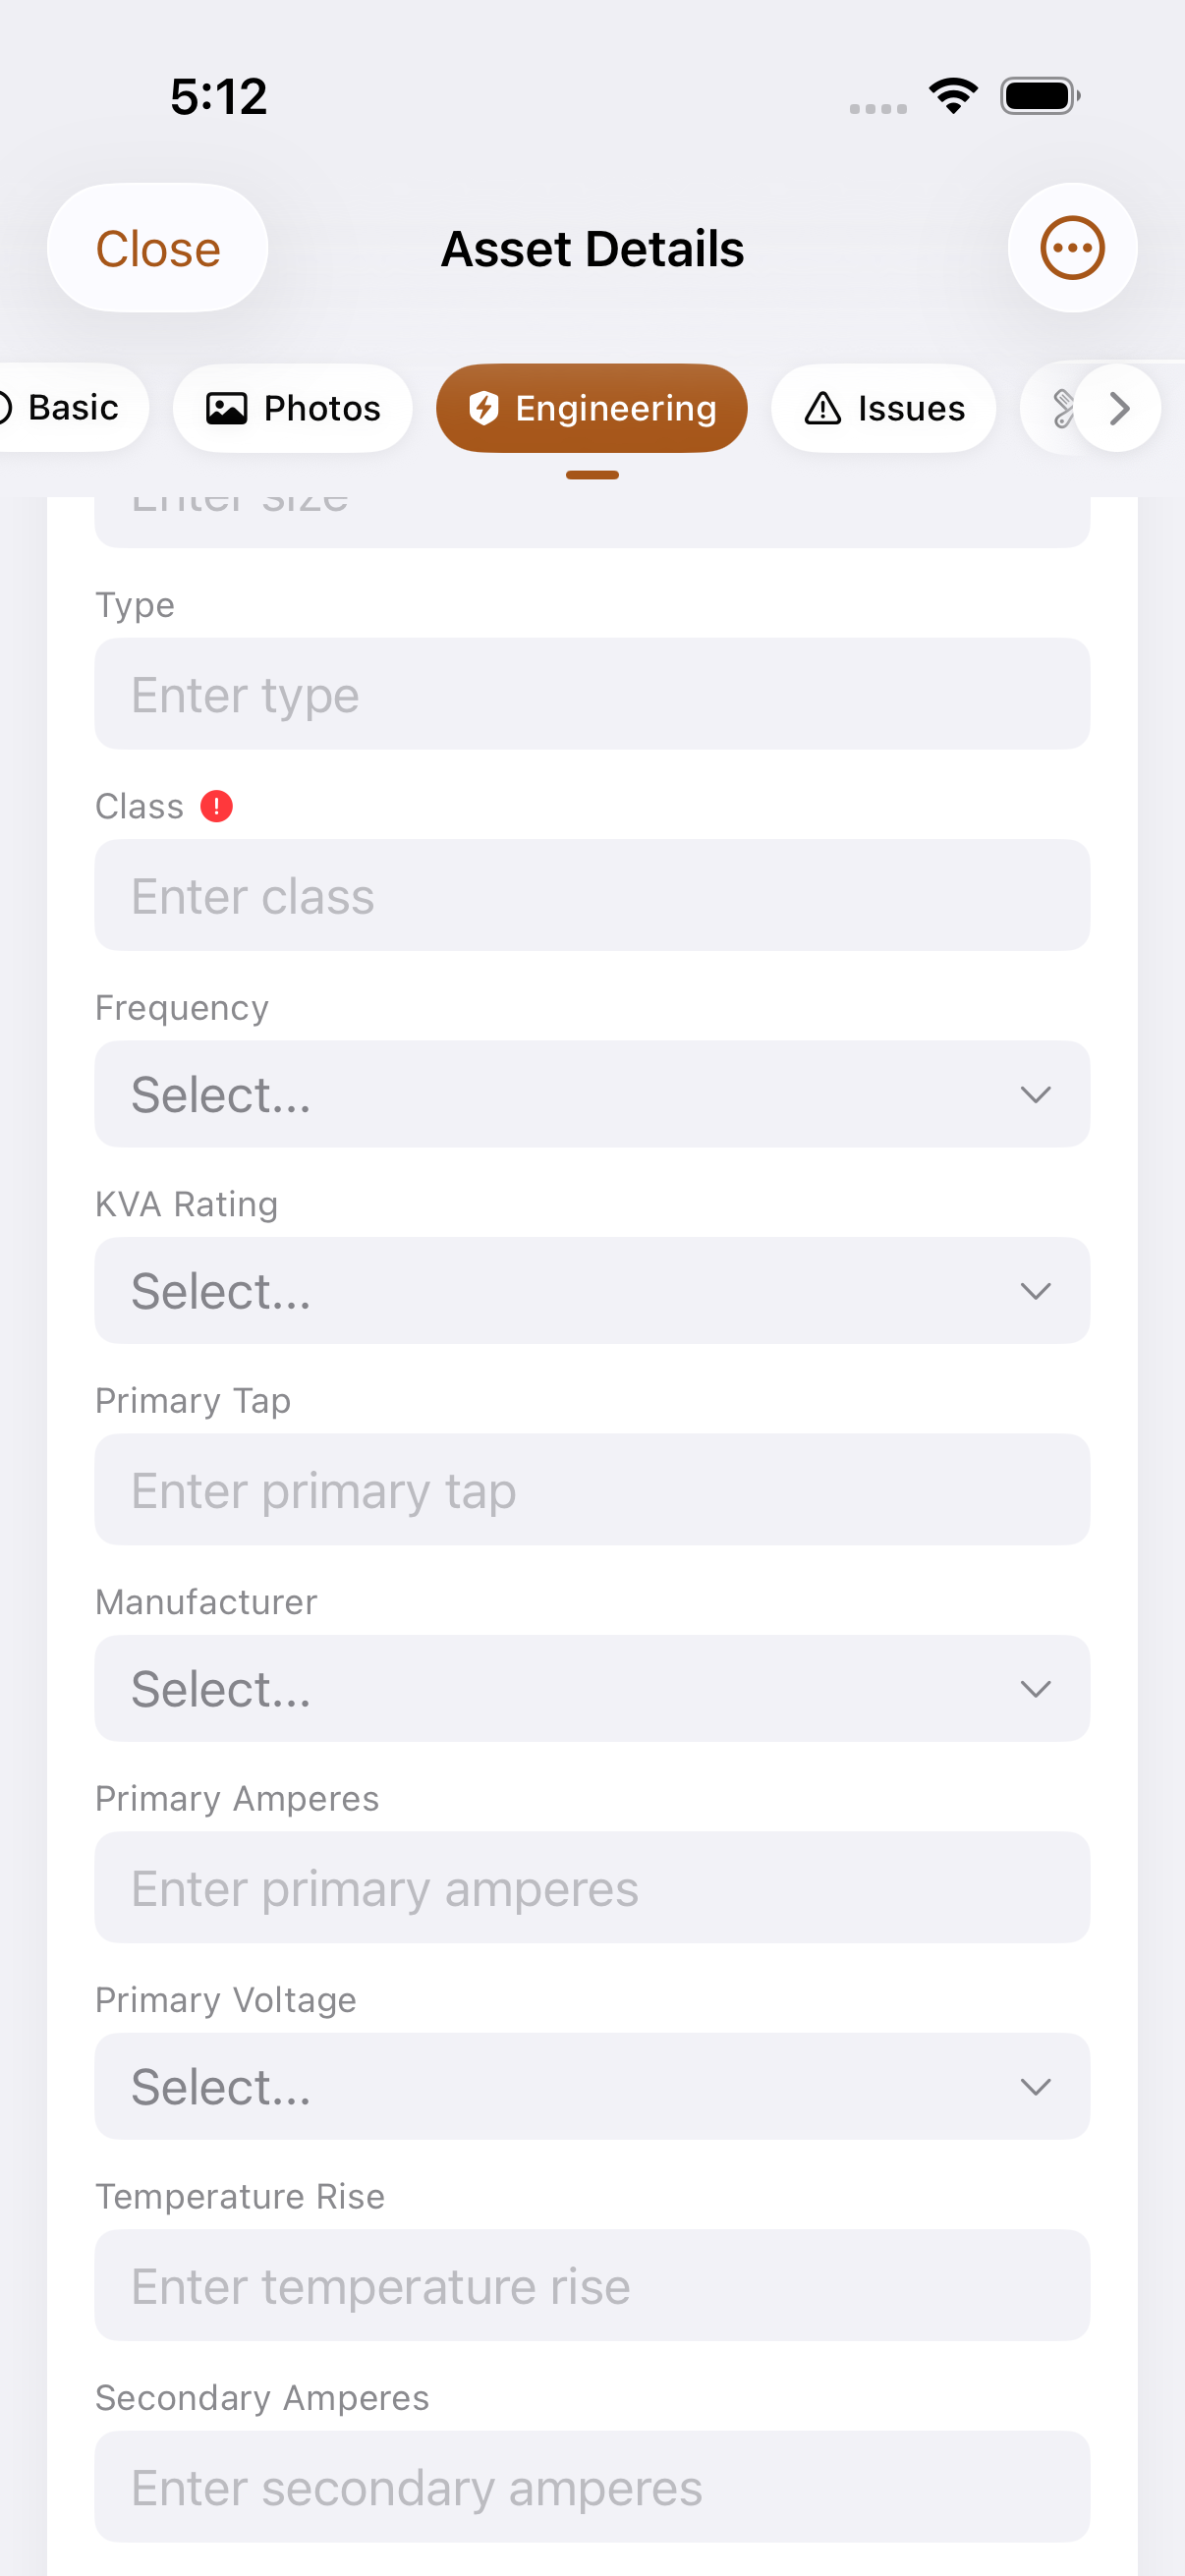 5:12
Close
Asset Details
Basic
Photos
Engineering
Issues
Enter size
Type
Enter type
Class
Enter class
Frequency
Select...
KVA Rating
Select...
Primary Tap
Enter primary tap
Manufacturer
Select...
Primary Amperes
Enter primary amperes
Primary Voltage
Select...
Temperature Rise
Enter temperature rise
Secondary Amperes
Enter secondary amperes